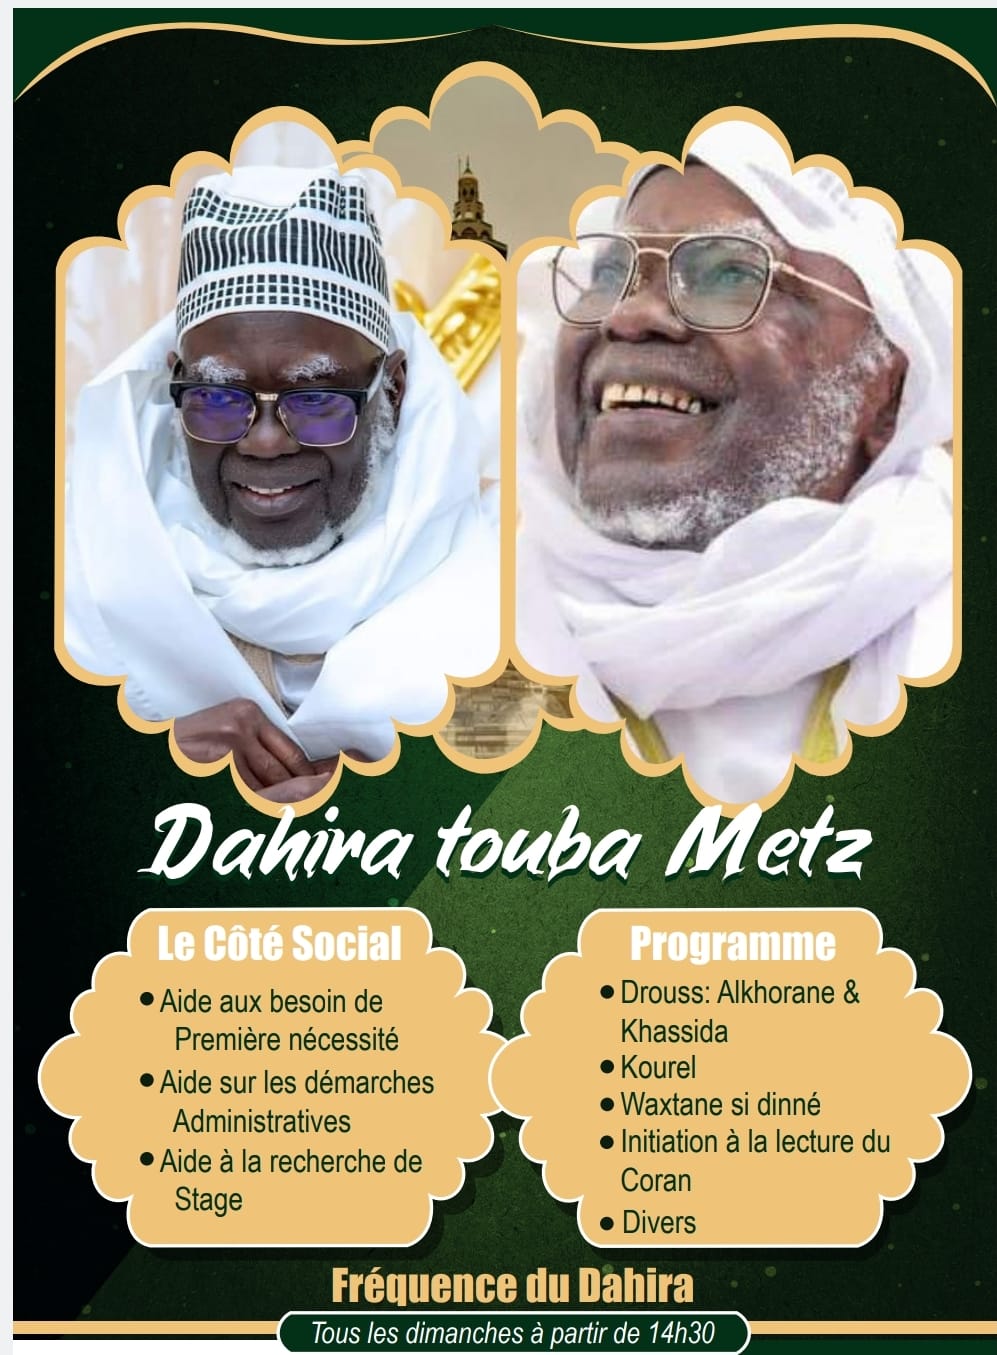 Dahira touba Metz
Le Côté Social
• Aide aux besoin de
Première nécessité
• Aide sur les démarches
Administratives
• Aide à la recherche de
Stage
Programme
• Drouss: Alkhorane &
Khassida
• Kourel
• Waxtane si dinné
• Initiation à la lecture du
Coran
• Divers
Fréquence du Dahira
Tous les dimanches à partir de 14h30